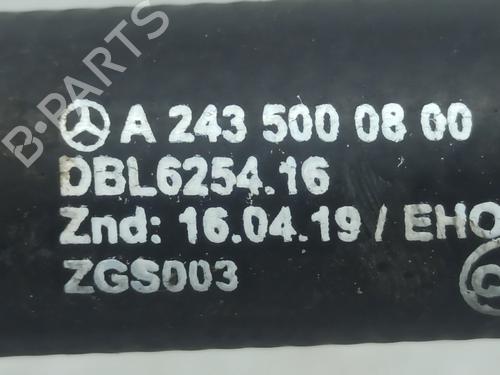 B-PARTS
A 243 500 08 00
DBL6254.16
Znd: 16.04.19 / EHO
ZGS003